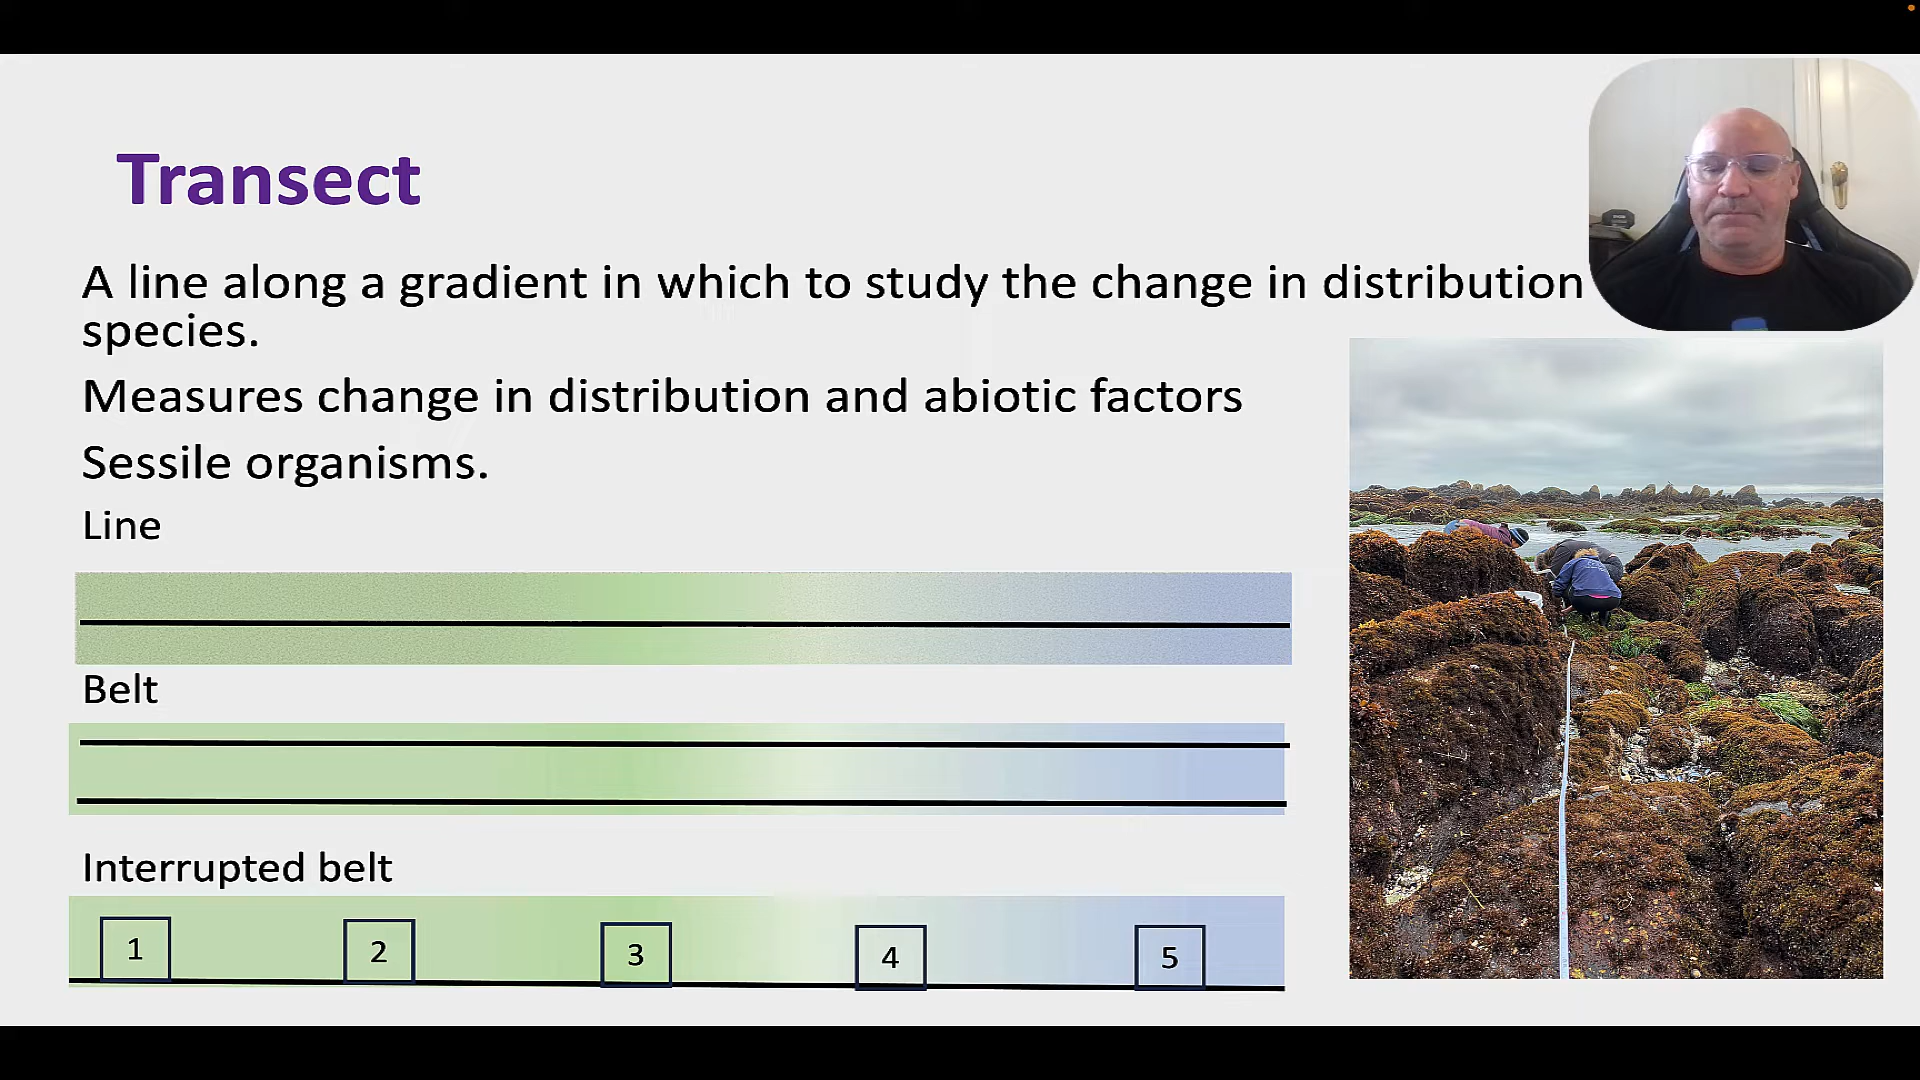 Transect
A line along a gradient in which to study the change in distribution
species.
Measures change in distribution and abiotic factors
Sessile organisms.
Line
Belt
Interrupted belt
1 2 3 4 5